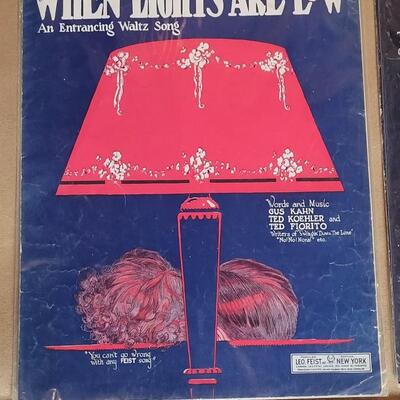 WHEN LIGHTS ARE LOW
An Entrancing Waltz Song
Words and Music
GUS KAHN
TED KOEHLER and
TED FIORITO
Writers of "Swingin' Down The Lane"
"No! No! Nora!" etc.
"You can't go wrong
with any FEIST song"
LEO. FEIST NEW YORK